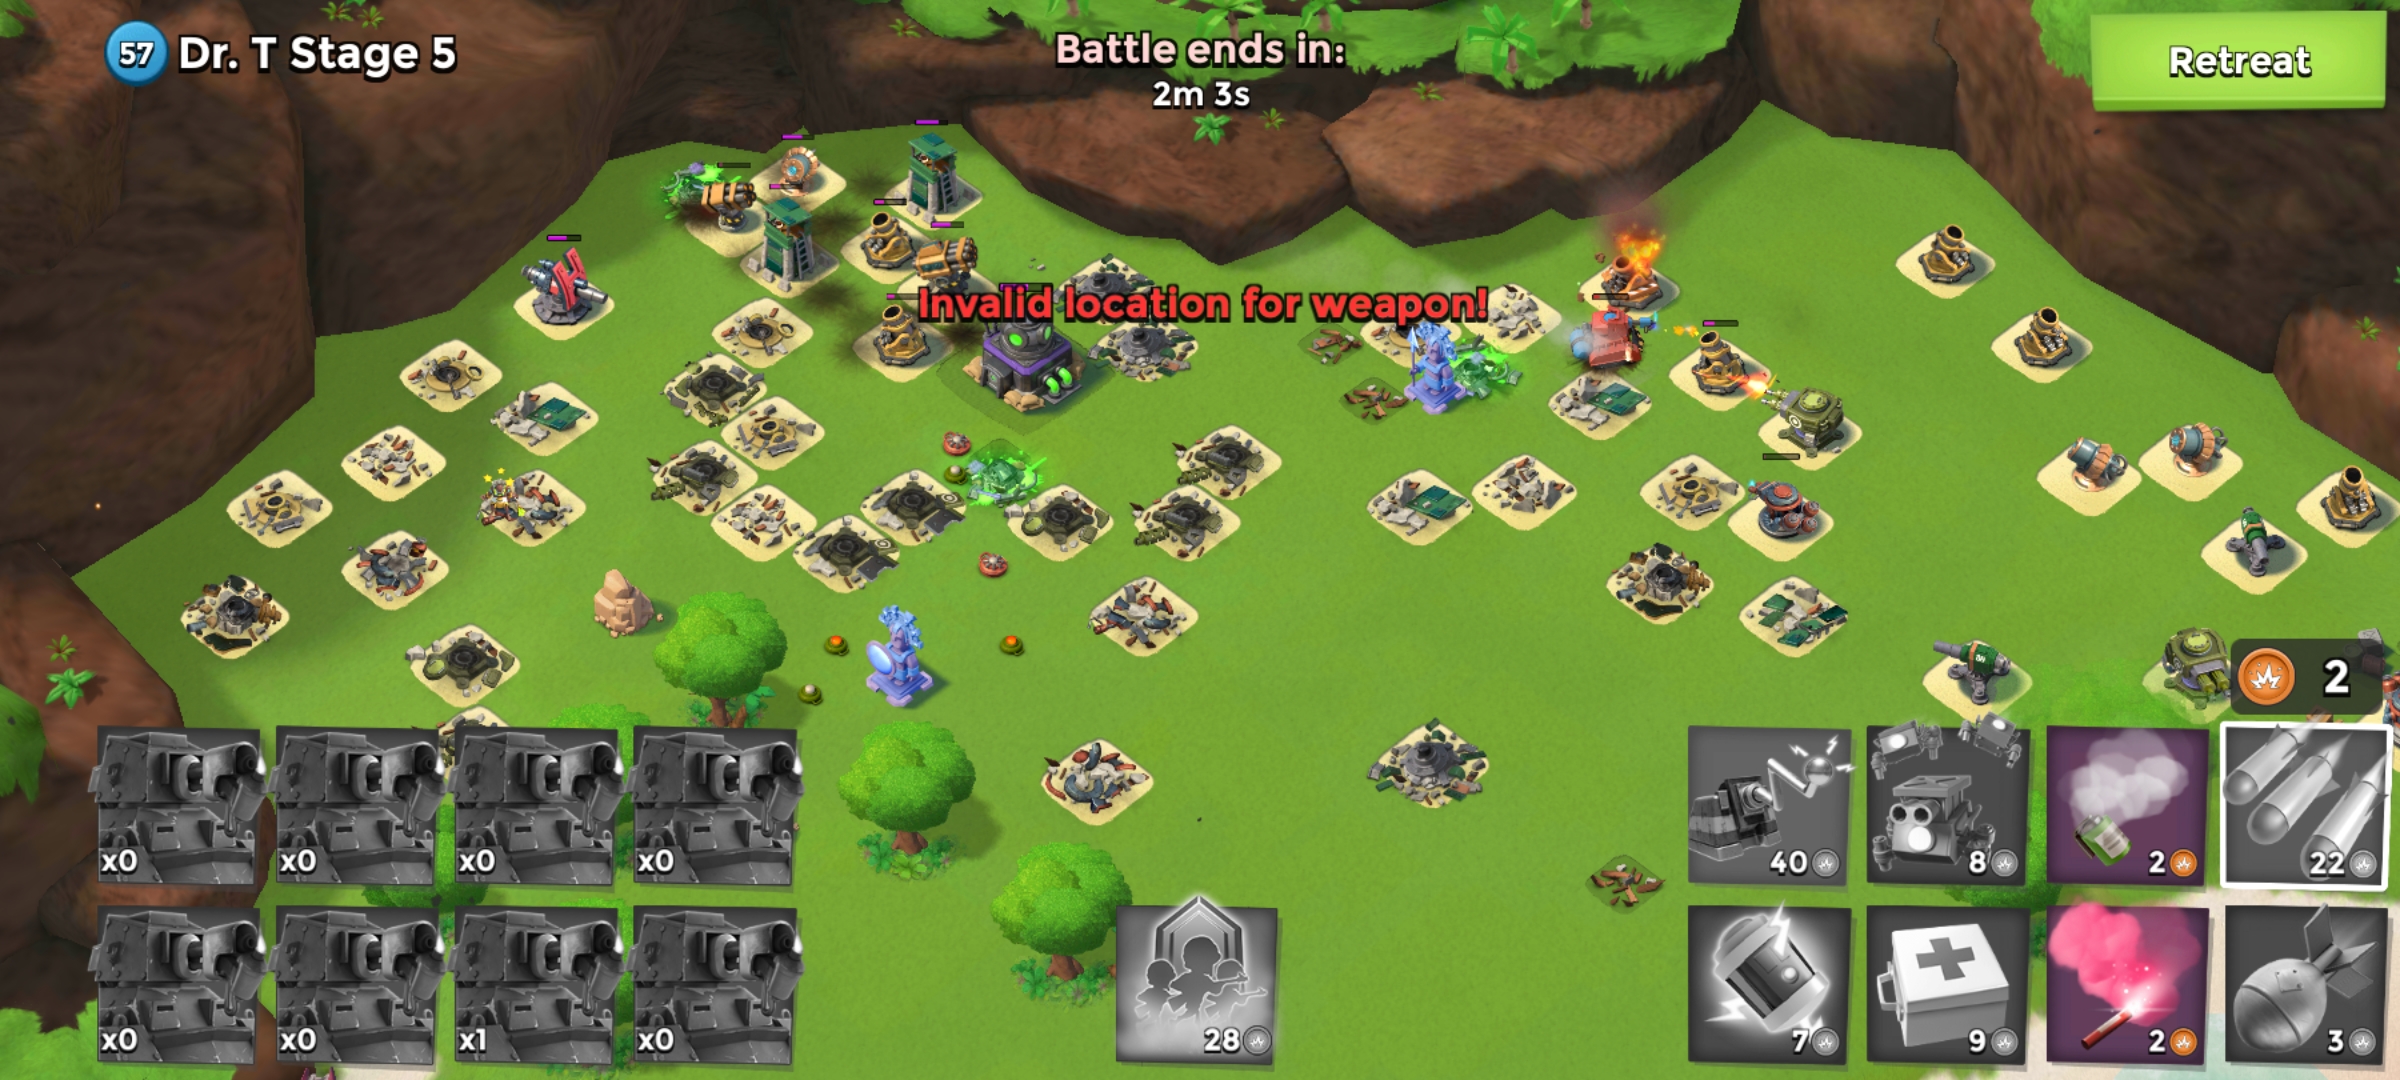 57 Dr. T Stage 5
Battle ends in:
2m 3s
Retreat
Invalid location for weapon!
2
x0 x0 x0 x0
40 8 2 22
x0 x0 x1 x0
28
7 9 2 3